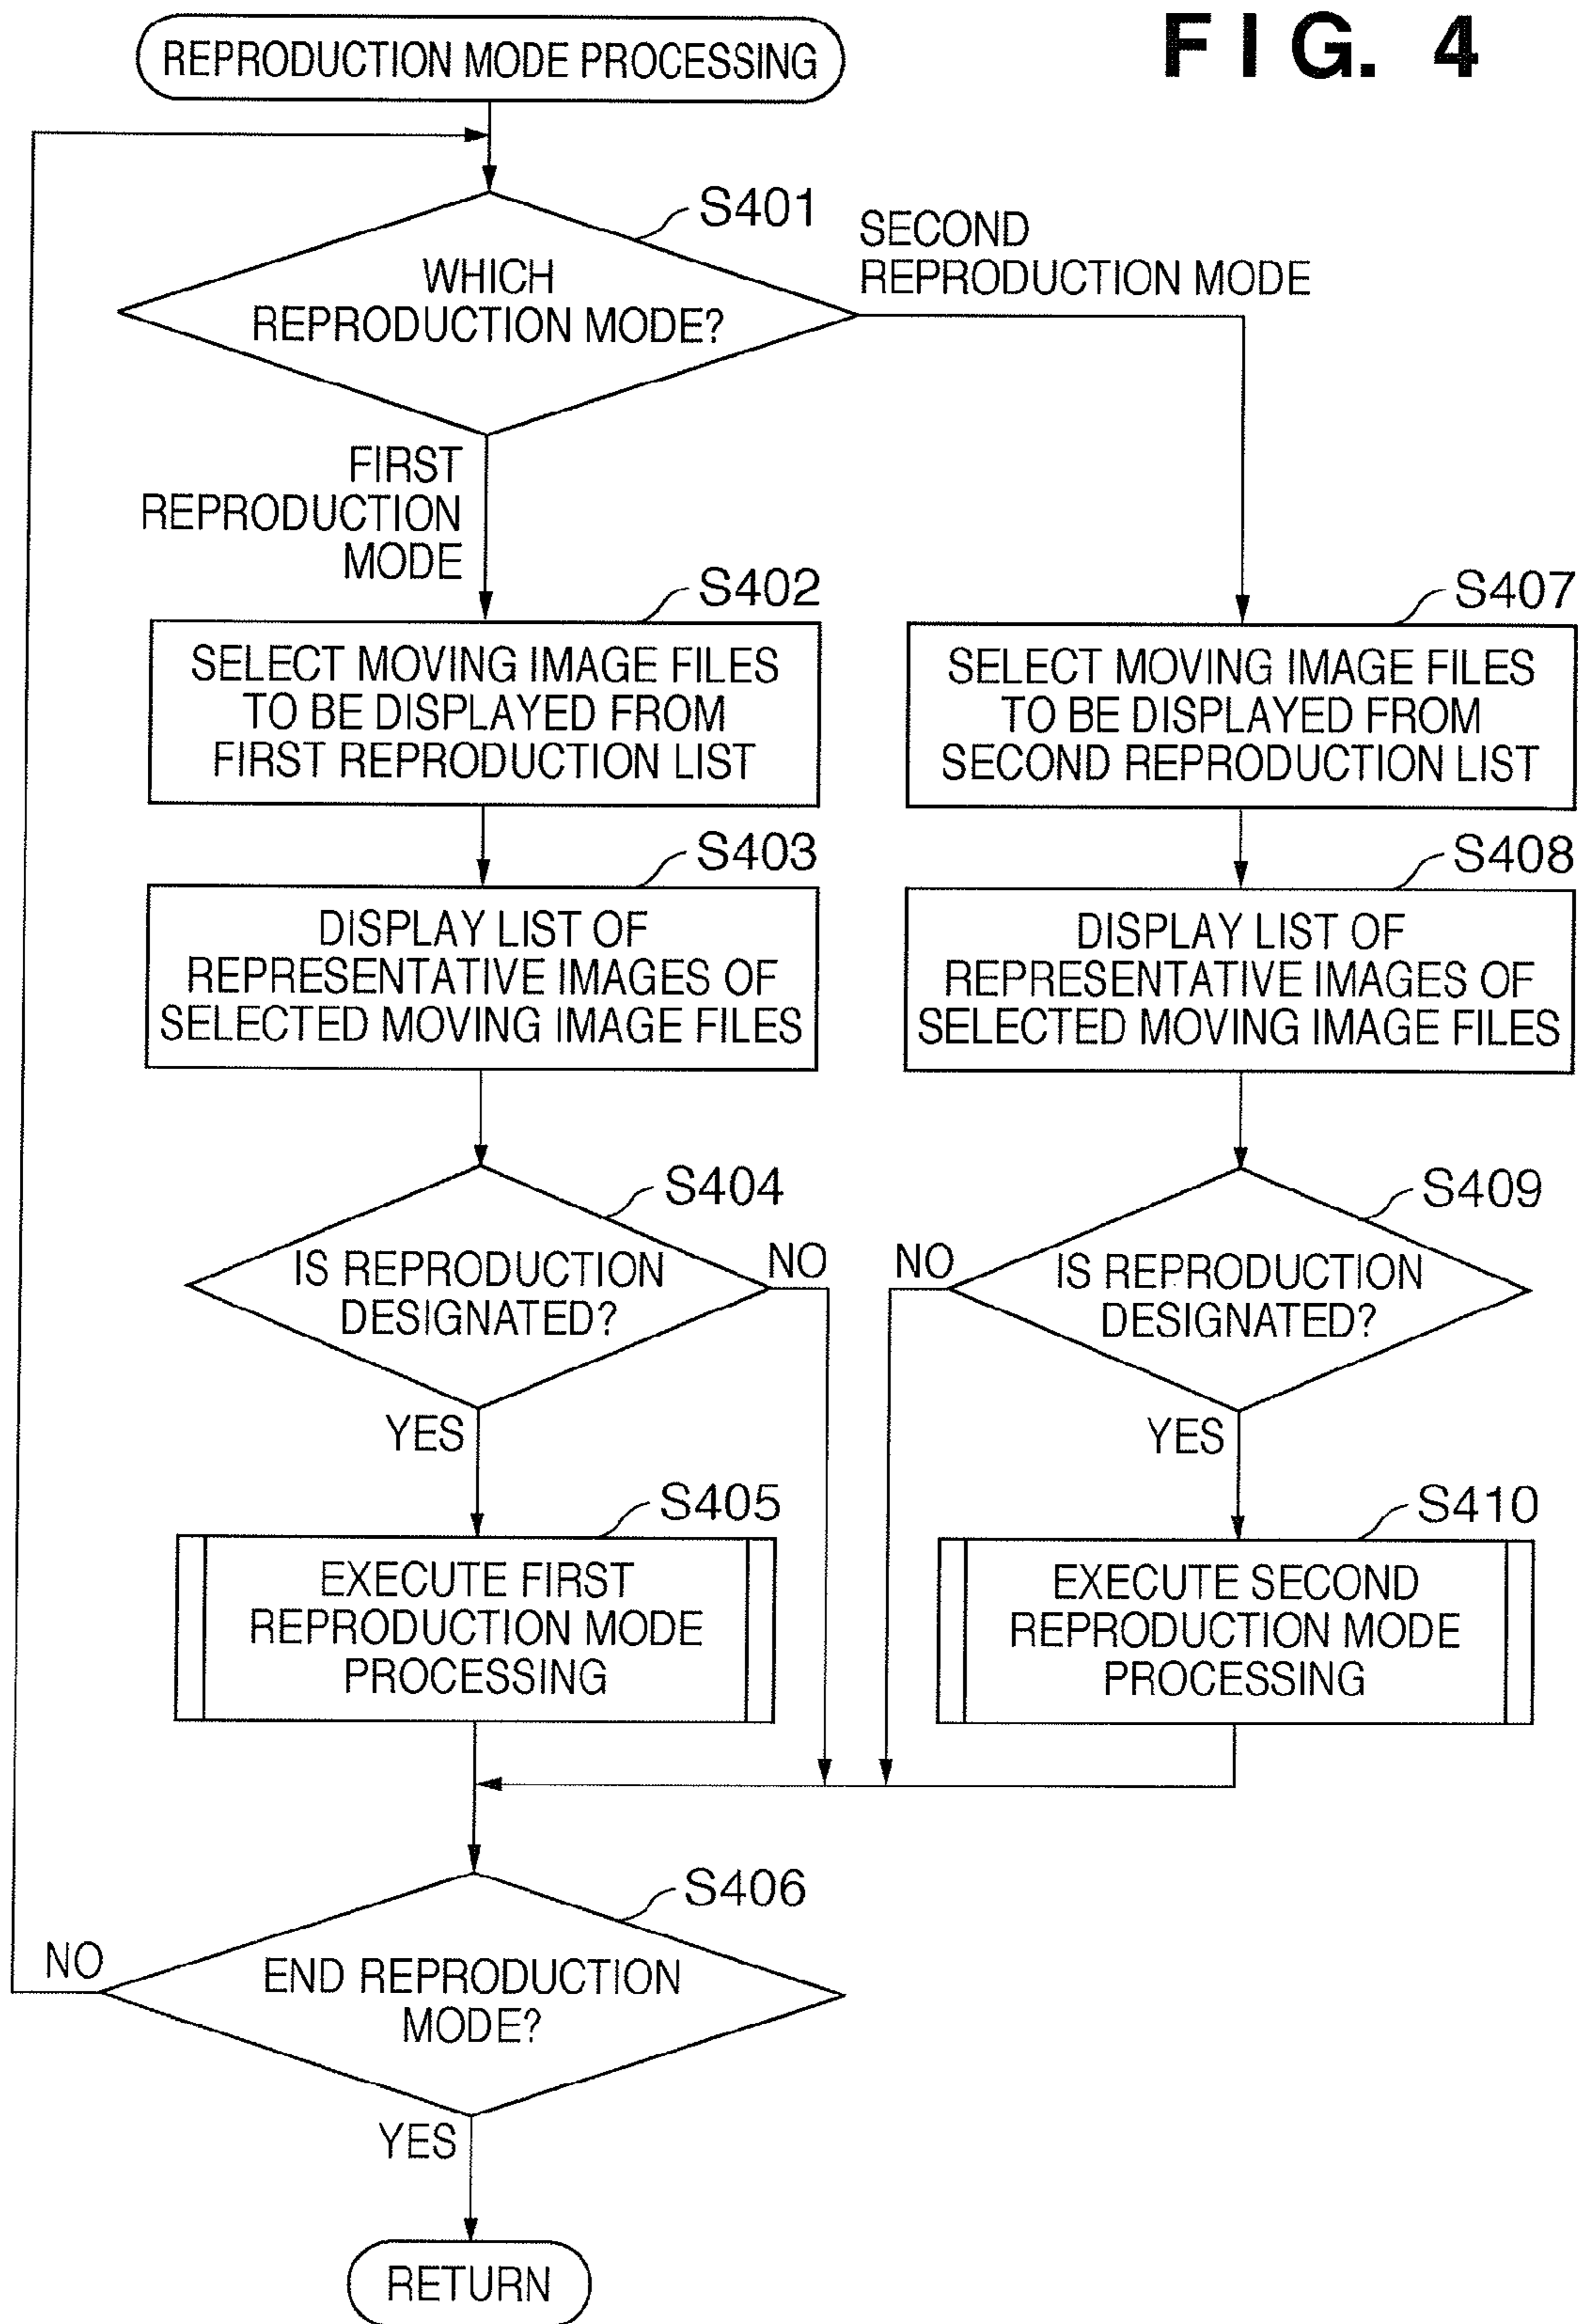 FIG. 4
REPRODUCTION MODE PROCESSING
S401
WHICH
REPRODUCTION MODE?
SECOND
REPRODUCTION MODE
FIRST
REPRODUCTION
MODE
S402
SELECT MOVING IMAGE FILES
TO BE DISPLAYED FROM
FIRST REPRODUCTION LIST
S407
SELECT MOVING IMAGE FILES
TO BE DISPLAYED FROM
SECOND REPRODUCTION LIST
S403
DISPLAY LIST OF
REPRESENTATIVE IMAGES OF
SELECTED MOVING IMAGE FILES
S408
DISPLAY LIST OF
REPRESENTATIVE IMAGES OF
SELECTED MOVING IMAGE FILES
S404
IS REPRODUCTION
DESIGNATED?
NO
YES
S409
IS REPRODUCTION
DESIGNATED?
NO
YES
S405
EXECUTE FIRST
REPRODUCTION MODE
PROCESSING
S410
EXECUTE SECOND
REPRODUCTION MODE
PROCESSING
S406
END REPRODUCTION
MODE?
NO
YES
RETURN